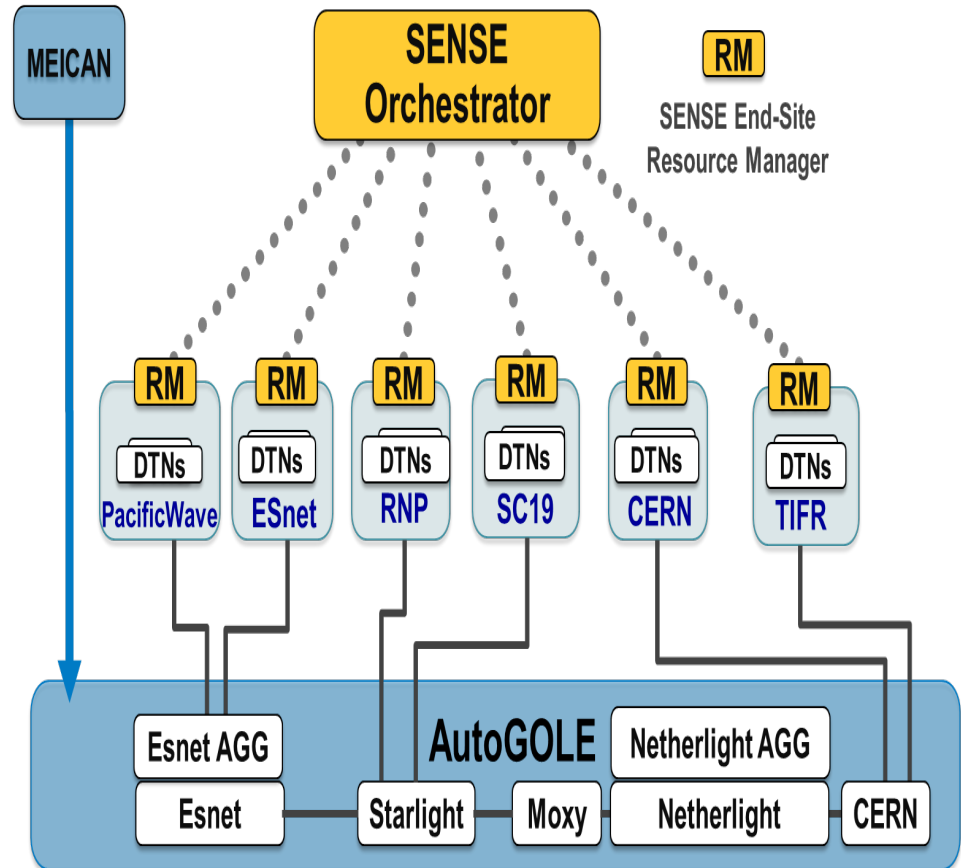 MEICAN
SENSE
Orchestrator
RM
SENSE End-Site
Resource Manager
RM
RM
RM
RM
RM
RM
DTNs
DTNs
DTNs
DTNs
DTNs
DTNs
PacificWave
ESnet
RNP
SC19
CERN
TIFR
Esnet AGG
AutoGOLE
Netherlight AGG
Esnet
Starlight
Moxy
Netherlight
CERN